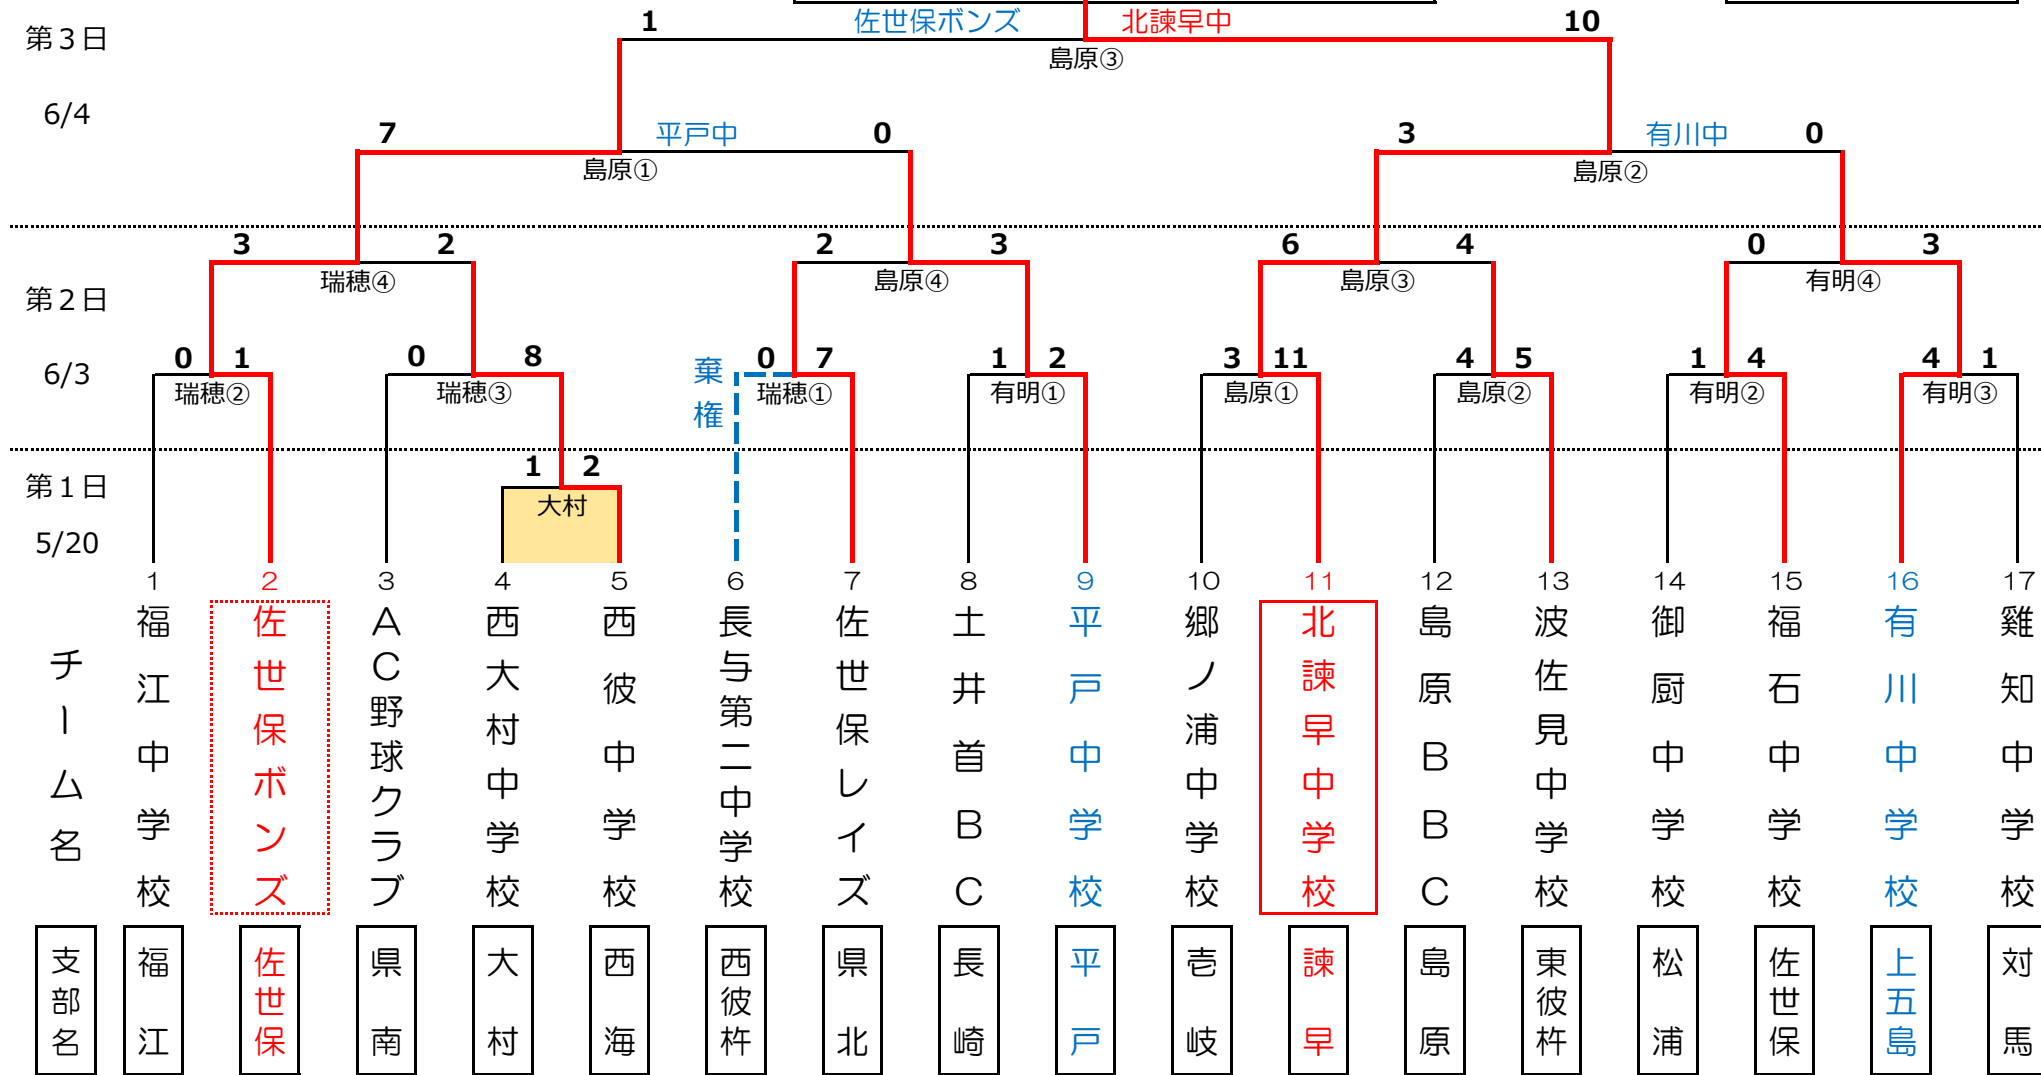 1 佐世保ボンズ 北諫早中 10
第3日
島原③
6/4
7 平戸中 0 3 有川中 0
島原① 島原②
3 2 2 3 6 4 0 3
瑞穂④ 島原④ 島原③ 有明④
第2日
6/3
0 1 0 8 棄権 0 7 1 2 3 11 4 5 1 4 4 1
瑞穂② 瑞穂③ 瑞穂① 有明① 島原① 島原② 有明② 有明③
1 2
第1日
大村
5/20
1 2 3 4 5 6 7 8 9 10 11 12 13 14 15 16 17
チーム名
福江中学校
佐世保ボンズ
AC野球クラブ
西大村中学校
西彼中学校
長与第二中学校
佐世保レイズ
土井首BC
平戸中学校
郷ノ浦中学校
北諫早中学校
島原BBC
波佐見中学校
御厨中学校
福石中学校
有川中学校
雞知中学校
支部名
福江
佐世保
県南
大村
西海
西彼杵
県北
長崎
平戸
壱岐
諫早
島原
東彼杵
松浦
佐世保
上五島
対馬